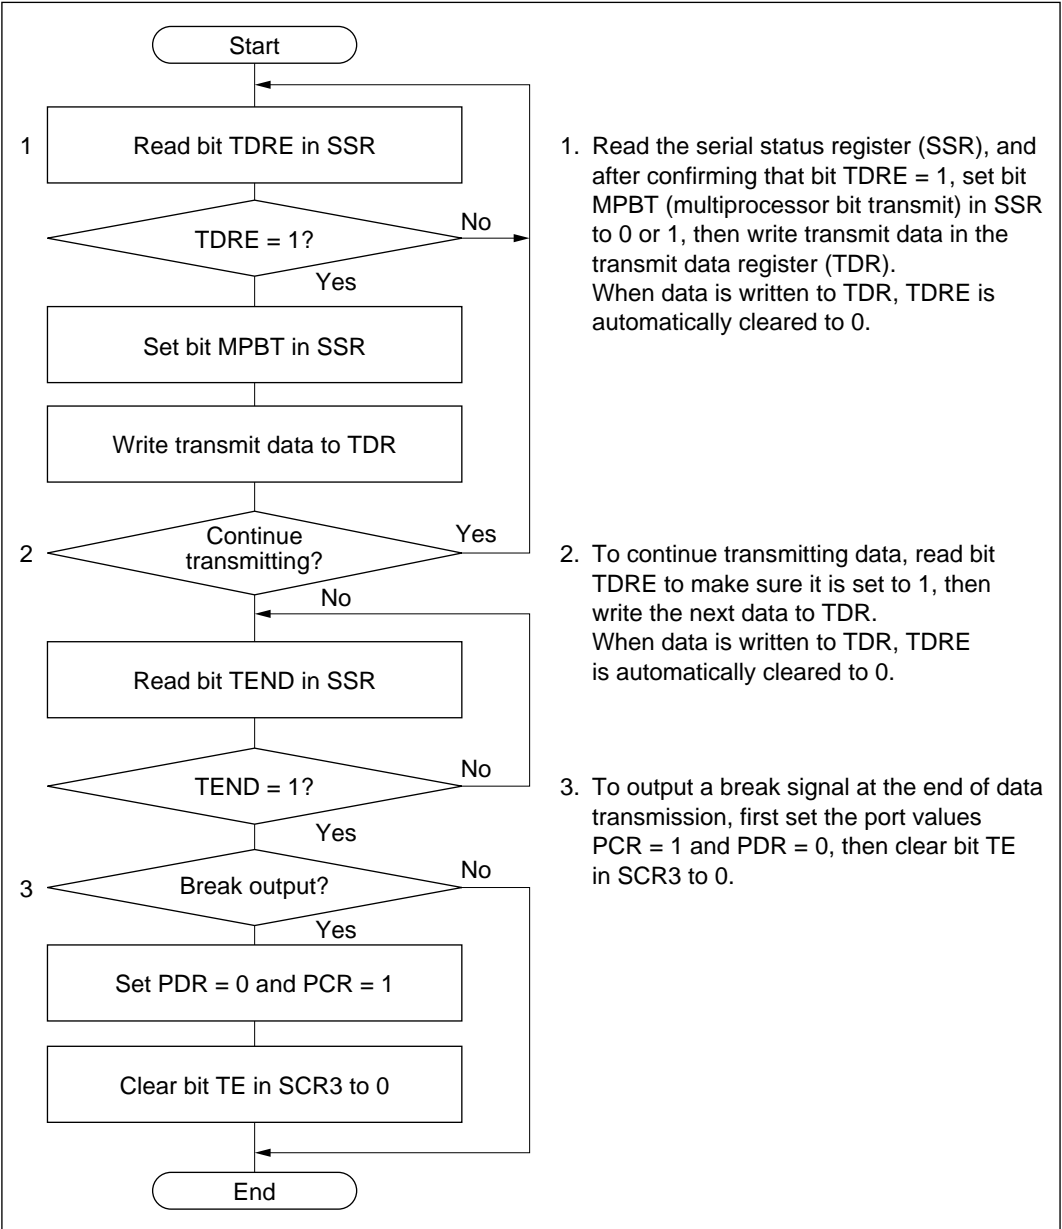 Start
1
Read bit TDRE in SSR
TDRE = 1?
No
Yes
Set bit MPBT in SSR
Write transmit data to TDR
2
Continue
transmitting?
Yes
No
Read bit TEND in SSR
TEND = 1?
No
Yes
3
Break output?
No
Yes
Set PDR = 0 and PCR = 1
Clear bit TE in SCR3 to 0
End
1. Read the serial status register (SSR), and
after confirming that bit TDRE = 1, set bit
MPBT (multiprocessor bit transmit) in SSR
to 0 or 1, then write transmit data in the
transmit data register (TDR).
When data is written to TDR, TDRE is
automatically cleared to 0.
2. To continue transmitting data, read bit
TDRE to make sure it is set to 1, then
write the next data to TDR.
When data is written to TDR, TDRE
is automatically cleared to 0.
3. To output a break signal at the end of data
transmission, first set the port values
PCR = 1 and PDR = 0, then clear bit TE
in SCR3 to 0.